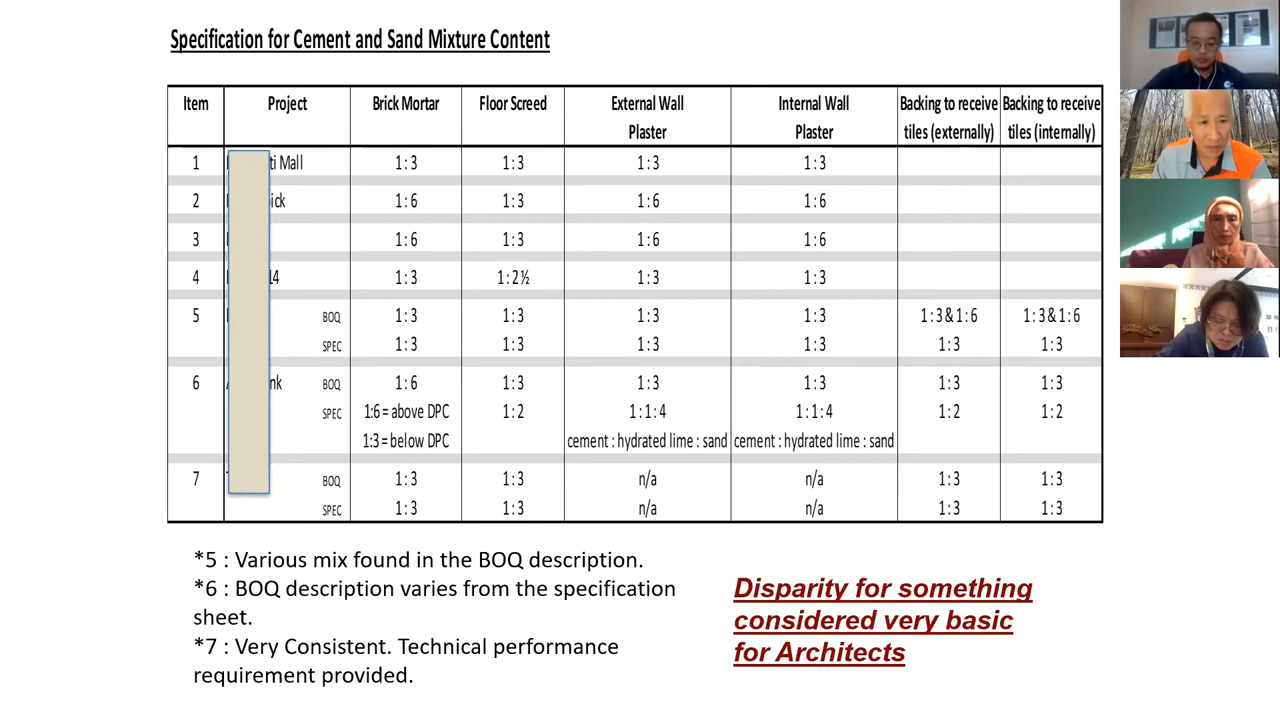 Specification for Cement and Sand Mixture Content
Item Project Brick Mortar Floor Screed External Wall Plaster Internal Wall Plaster Backing to receive tiles (externally) Backing to receive tiles (internally)
1 Mall 1 : 3 1 : 3 1 : 3 1 : 3
2 1 : 6 1 : 3 1 : 6 1 : 6
3 1 : 6 1 : 3 1 : 6 1 : 6
4 14 1 : 3 1 : 2 ½ 1 : 3 1 : 3
5 BOQ 1 : 3 1 : 3 1 : 3 1 : 3 1 : 3 & 1 : 6 1 : 3 & 1 : 6
SPEC 1 : 3 1 : 3 1 : 3 1 : 3 1 : 3 1 : 3
6 BOQ 1 : 6 1 : 3 1 : 3 1 : 3 1 : 3 1 : 3
SPEC 1:6 = above DPC 1 : 2 1 : 1 : 4 1 : 1 : 4 1 : 2 1 : 2
1:3 = below DPC cement : hydrated lime : sand cement : hydrated lime : sand
7 BOQ 1 : 3 1 : 3 n/a n/a 1 : 3 1 : 3
SPEC 1 : 3 1 : 3 n/a n/a 1 : 3 1 : 3
*5 : Various mix found in the BOQ description.
*6 : BOQ description varies from the specification
sheet.
*7 : Very Consistent. Technical performance
requirement provided.
Disparity for something
considered very basic
for Architects